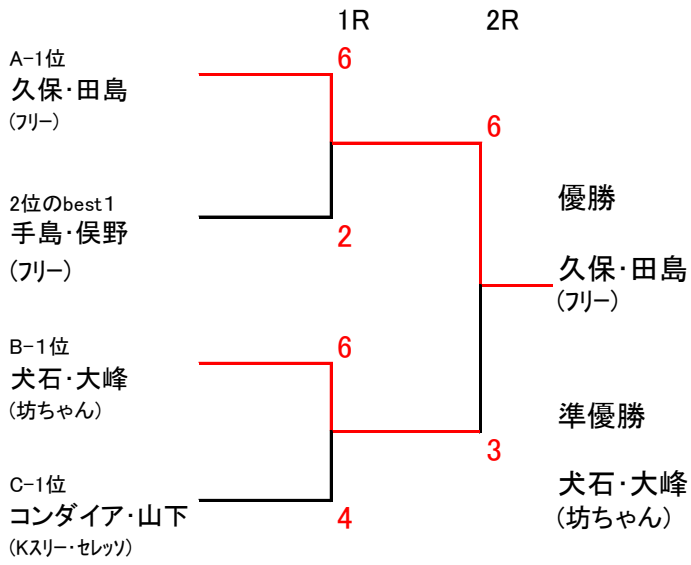 1R
2R
A-1位
久保・田島
(フリー)
6
6
2位のbest1
手島・俣野
(フリー)
2
優勝
久保・田島
(フリー)
B-1位
犬石・大峰
(坊ちゃん)
6
3
C-1位
コンダイア・山下
(Kスリー・セレッソ)
4
準優勝
犬石・大峰
(坊ちゃん)